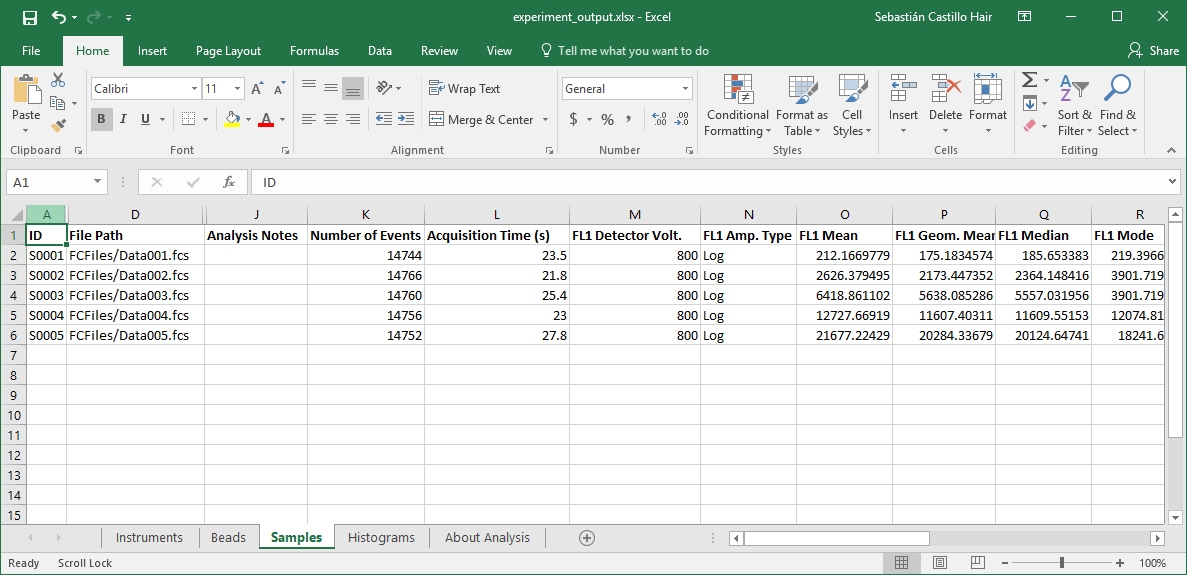 experiment_output.xlsx - Excel Sebastián Castillo Hair
File Home Insert Page Layout Formulas Data Review View Tell me what you want to do Share
Paste Calibri 11 Wrap Text General Conditional Formatting Format as Table Cell Styles Insert Delete Format Sort & Filter Find & Select
B I U A Merge & Center $ % ,
Clipboard Font Alignment Number Styles Cells Editing
A1 fx ID
A D J K L M N O P Q R
1 ID File Path Analysis Notes Number of Events Acquisition Time (s) FL1 Detector Volt. FL1 Amp. Type FL1 Mean FL1 Geom. Mean FL1 Median FL1 Mode
2 S0001 FCFiles/Data001.fcs 14744 23.5 800 Log 212.1669779 175.1834574 185.653383 219.3966
3 S0002 FCFiles/Data002.fcs 14766 21.8 800 Log 2626.379495 2173.447352 2364.148416 3901.719
4 S0003 FCFiles/Data003.fcs 14760 25.4 800 Log 6418.861102 5638.085286 5557.031956 3901.719
5 S0004 FCFiles/Data004.fcs 14756 23 800 Log 12727.66919 11607.40311 11609.55153 12074.81
6 S0005 FCFiles/Data005.fcs 14752 27.8 800 Log 21677.22429 20284.33679 20124.64741 18241.6
7
8
9
10
11
12
13
14
15
Instruments Beads Samples Histograms About Analysis
Ready Scroll Lock 100%